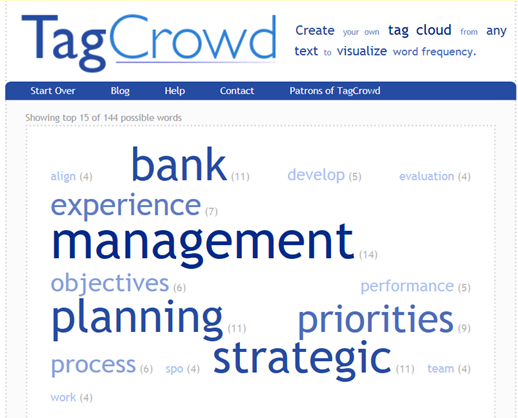 TagCrowd
Create your own tag cloud from any
text to visualize word frequency.
Start Over Blog Help Contact Patrons of TagCrowd
Showing top 15 of 144 possible words
align (4) bank (11) develop (5) evaluation (4)
experience (7)
management (14)
objectives (6) performance (5)
planning (11) priorities (9)
process (6) spo (4) strategic (11) team (4)
work (4)